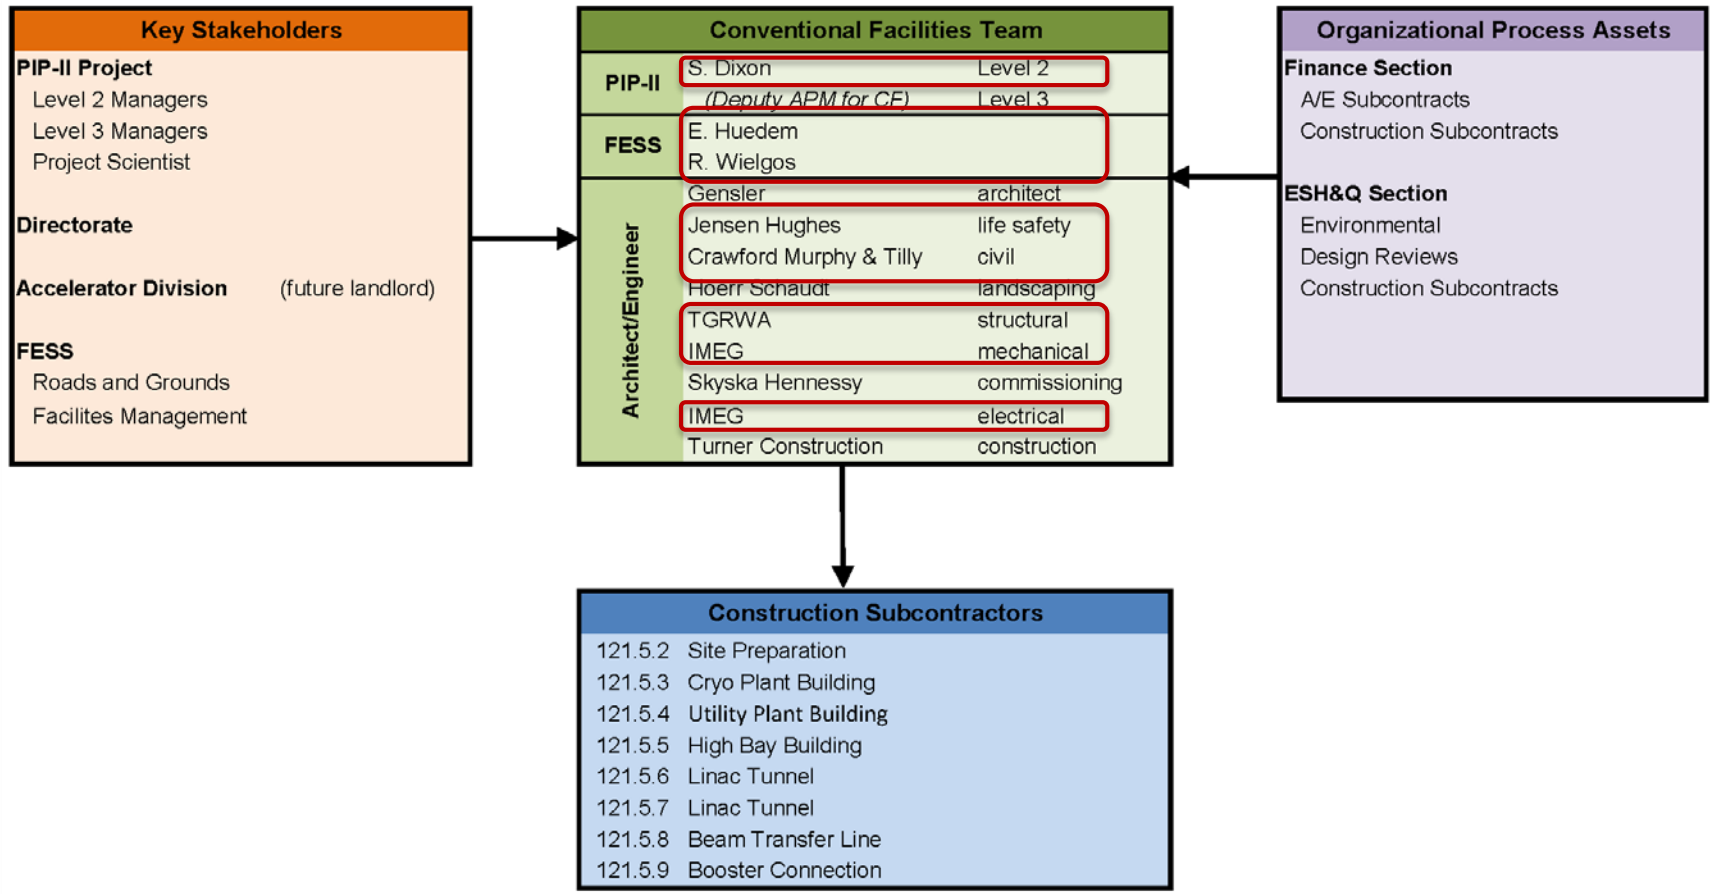 Key Stakeholders
PIP-II Project
Level 2 Managers
Level 3 Managers
Project Scientist
Directorate
Accelerator Division (future landlord)
FESS
Roads and Grounds
Facilites Management
Conventional Facilities Team
PIP-II
S. Dixon Level 2
(Deputy APM for CF) Level 3
FESS
E. Huedem
R. Wielgos
Architect/Engineer
Gensler architect
Jensen Hughes life safety
Crawford Murphy & Tilly civil
Hoerr Schaudt landscaping
TGRWA structural
IMEG mechanical
Skyska Hennessy commissioning
IMEG electrical
Turner Construction construction
Organizational Process Assets
Finance Section
A/E Subcontracts
Construction Subcontracts
ESH&Q Section
Environmental
Design Reviews
Construction Subcontracts
Construction Subcontractors
121.5.2 Site Preparation
121.5.3 Cryo Plant Building
121.5.4 Utility Plant Building
121.5.5 High Bay Building
121.5.6 Linac Tunnel
121.5.7 Linac Tunnel
121.5.8 Beam Transfer Line
121.5.9 Booster Connection